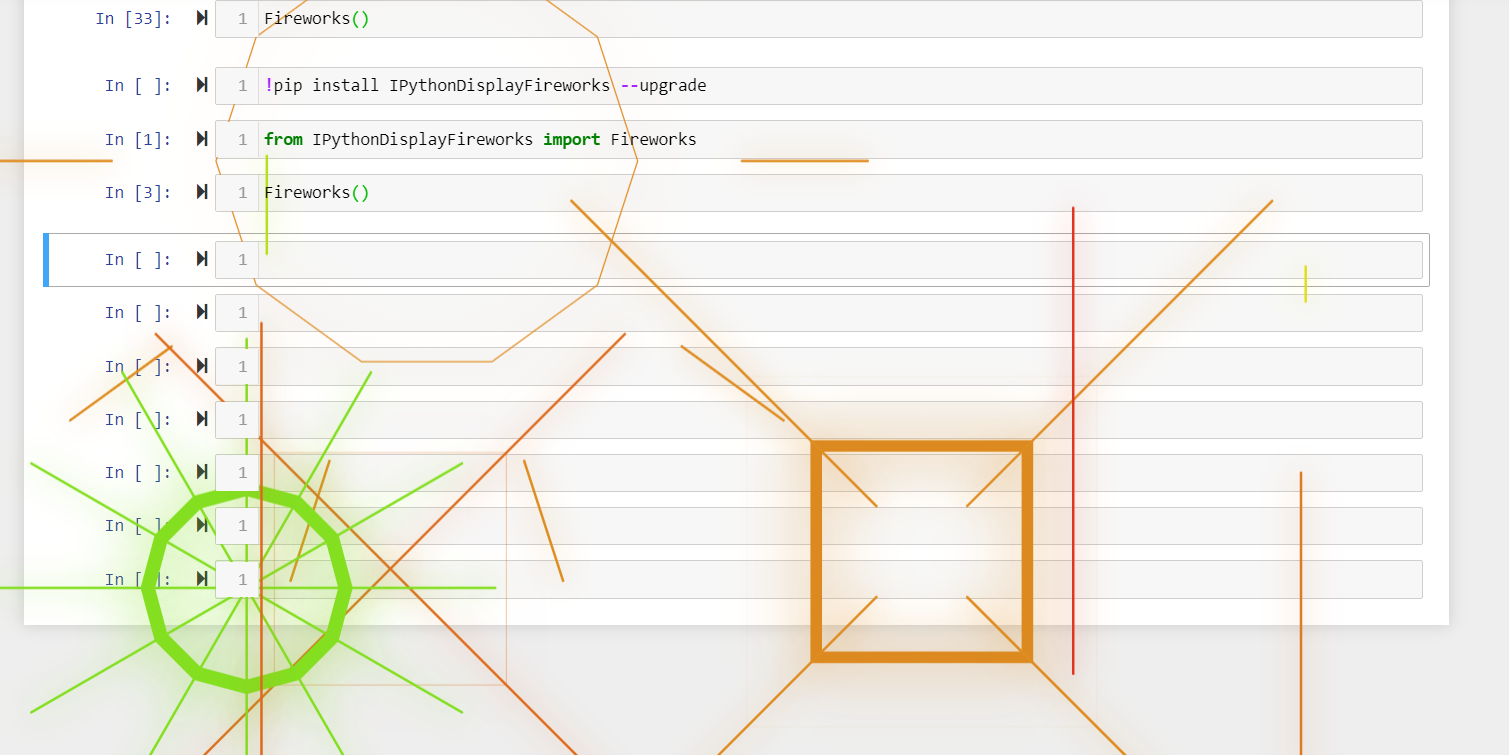 In [33]: 1 Fireworks()
In [ ]: 1 !pip install IPythonDisplayFireworks --upgrade
In [1]: 1 from IPythonDisplayFireworks import Fireworks
In [3]: 1 Fireworks()
In [ ]: 1
In [ ]: 1
In [ ]: 1
In [ ]: 1
In [ ]: 1
In [ ]: 1
In [ ]: 1